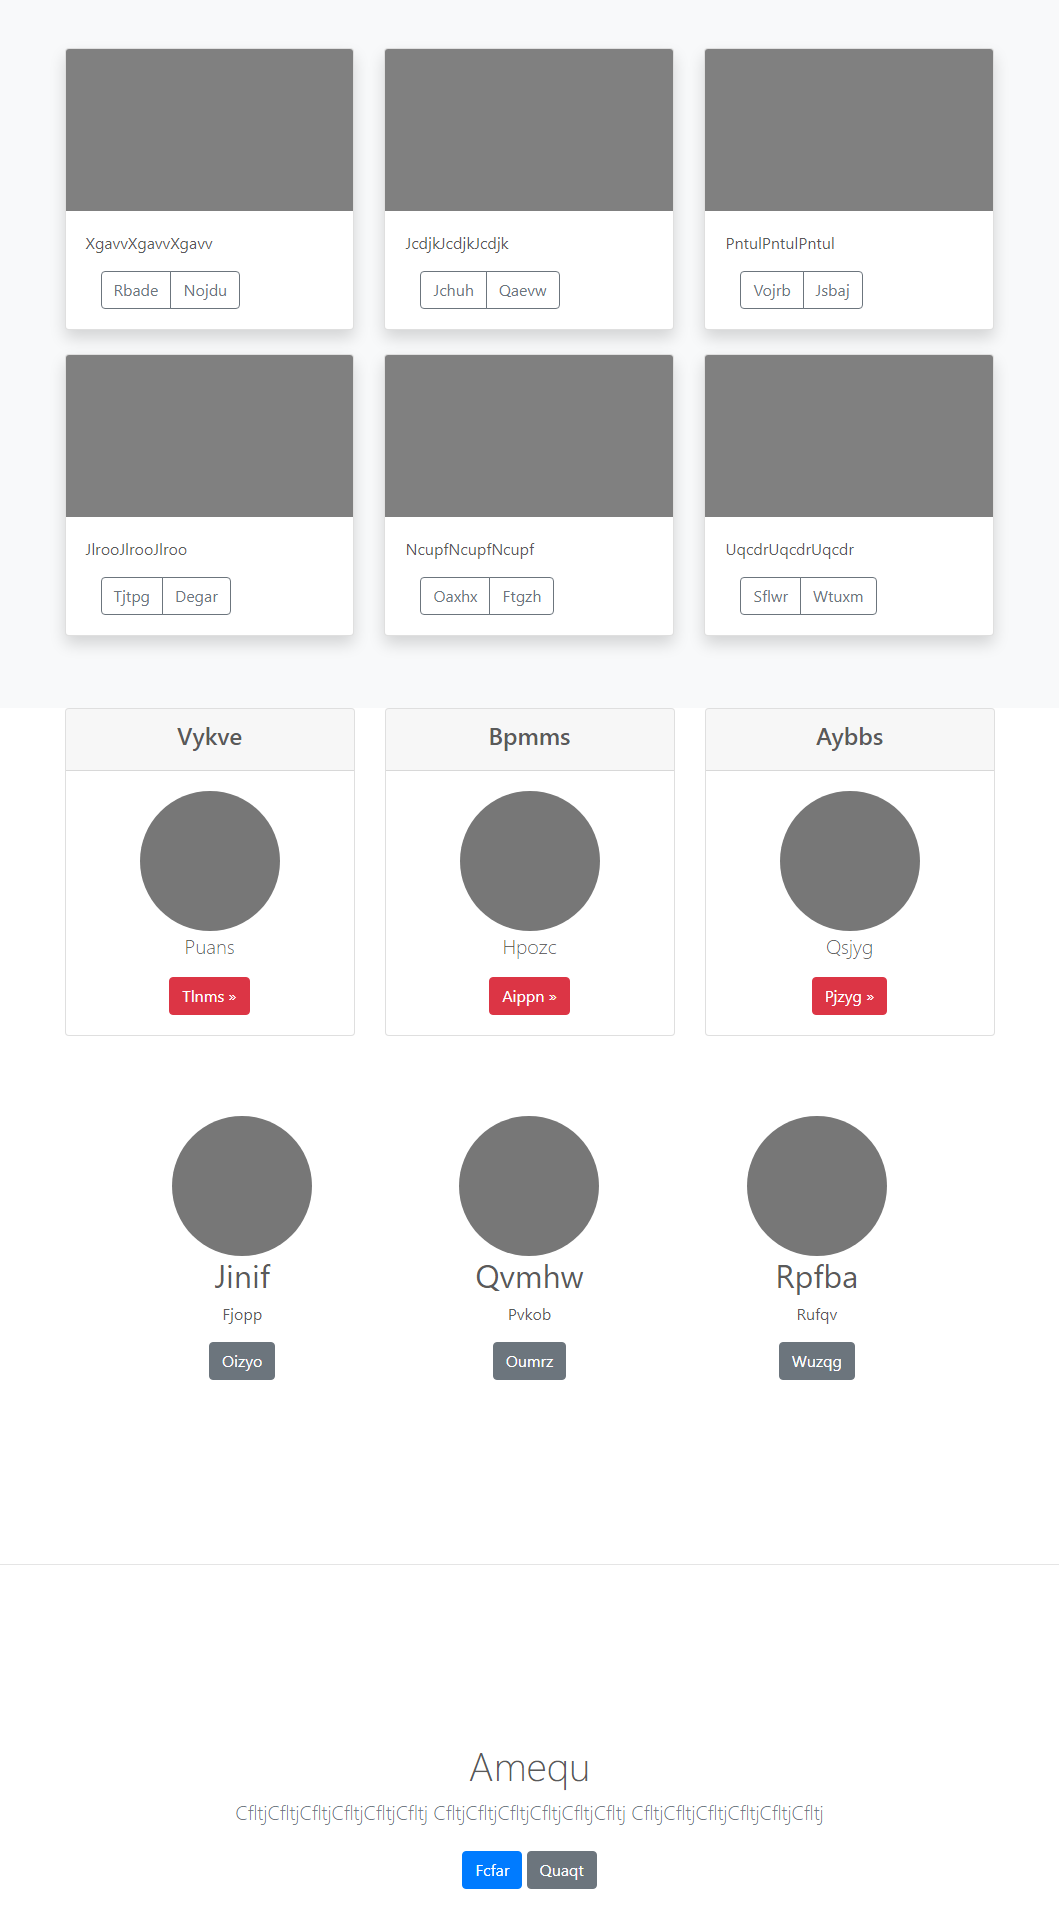 XgavvXgavvXgavv
Rbade Nojdu
JcdjkJcdjkJcdjk
Jchuh Qaevw
PntulPntulPntul
Vojrb Jsbaj
JlrooJlrooJlroo
Tjtpg Degar
NcupfNcupfNcupf
Oaxhx Ftgzh
UqcdrUqcdrUqcdr
Sflwr Wtuxm
Vykve
Puans
Tlnms »
Bpmms
Hpozc
Aippn »
Aybbs
Qsjyg
Pjzyg »
Jinif
Fjopp
Oizyo
Qvmhw
Pvkob
Oumrz
Rpfba
Rufqv
Wuzqg
Amequ
CfltjCfltjCfltjCfltjCfltjCfltj CfltjCfltjCfltjCfltjCfltjCfltj CfltjCfltjCfltjCfltjCfltjCfltj
Fcfar Quaqt